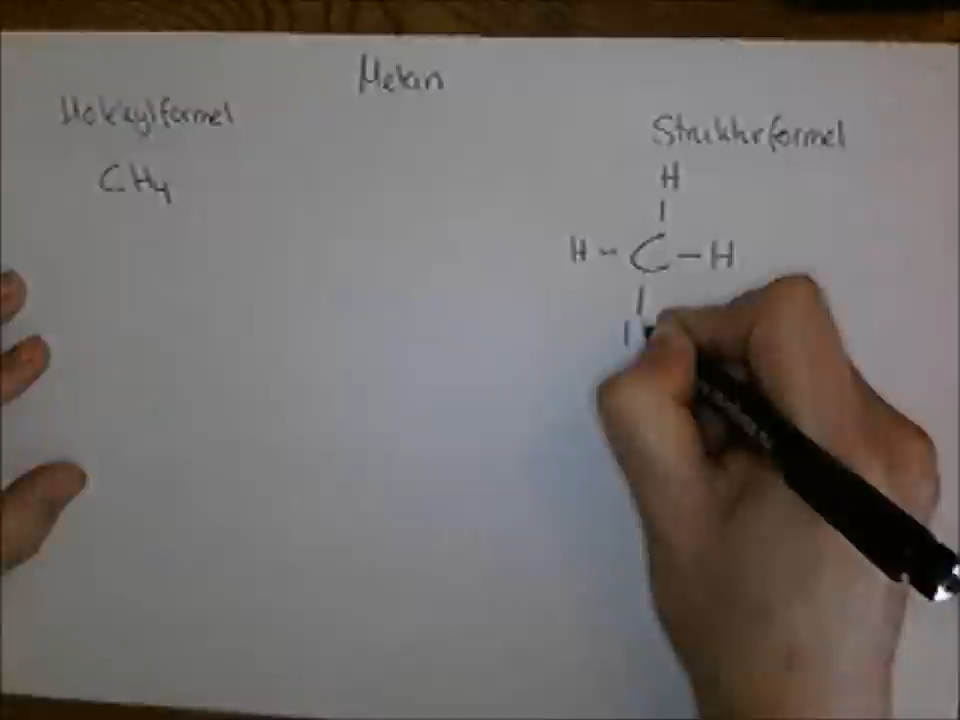 Metan
Molekylformel
Strukturformel
CH4
H
H - C - H